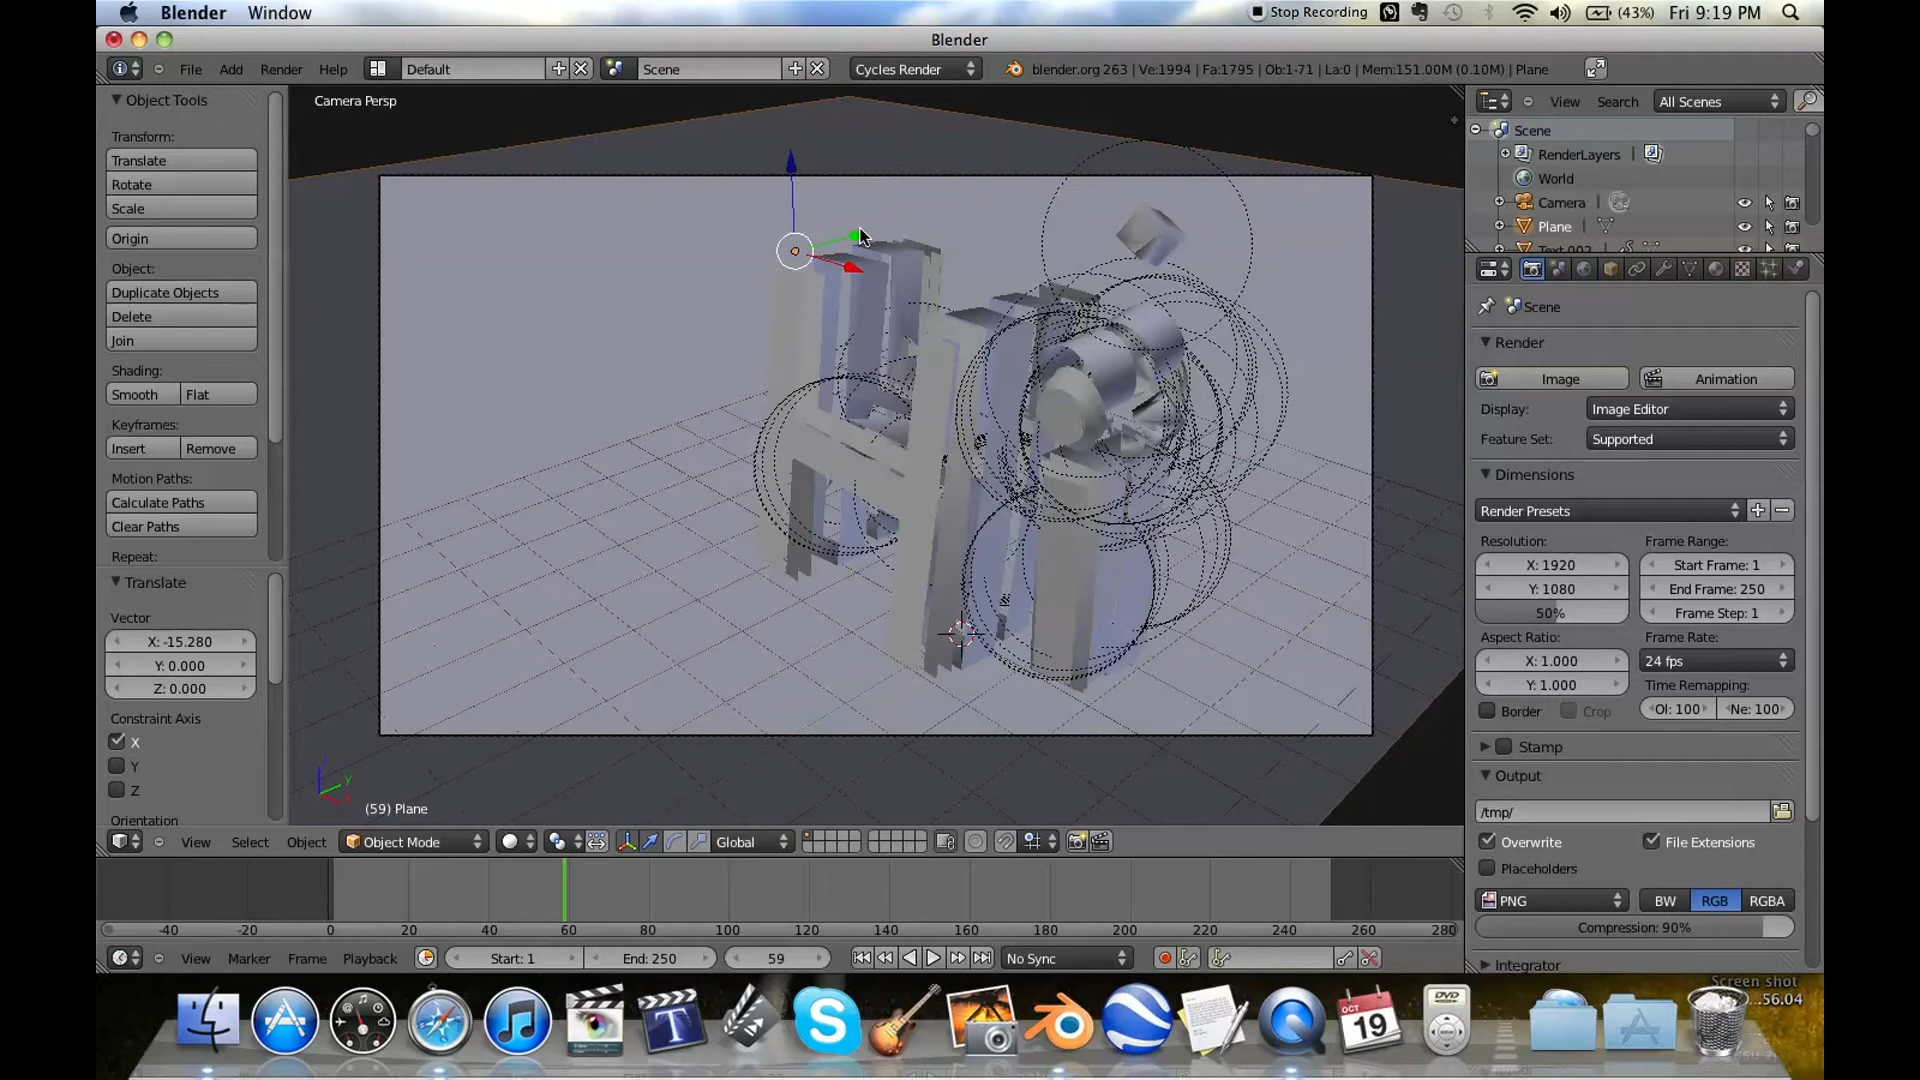 Blender Window
Stop Recording (43%) Fri 9:19 PM
Blender
File Add Render Help Default Scene Cycles Render blender.org 263 | Ve:1994 | Fa:1795 | Ob:1-71 | La:0 | Mem:151.00M (0.10M) | Plane
Object Tools
Transform:
Translate
Rotate
Scale
Origin
Object:
Duplicate Objects
Delete
Join
Shading:
Smooth Flat
Keyframes:
Insert Remove
Motion Paths:
Calculate Paths
Clear Paths
Repeat:
Translate
Vector
X: -15.280
Y: 0.000
Z: 0.000
Constraint Axis
X
Y
Z
Orientation
Camera Persp
(59) Plane
View Select Object Object Mode Global
-40 -20 0 20 40 60 80 100 120 140 160 180 200 220 240 260 280
View Marker Frame Playback Start: 1 End: 250 59 No Sync
View Search All Scenes
Scene
RenderLayers
World
Camera
Plane
Text.002
Scene
Render
Image Animation
Display: Image Editor
Feature Set: Supported
Dimensions
Render Presets
Resolution: Frame Range:
X: 1920 Start Frame: 1
Y: 1080 End Frame: 250
50% Frame Step: 1
Aspect Ratio: Frame Rate:
X: 1.000 24 fps
Y: 1.000 Time Remapping:
Border Crop Ol: 100 Ne: 100
Stamp
Output
/tmp/
Overwrite File Extensions
Placeholders
PNG BW RGB RGBA
Compression: 90%
Integrator
Screen shot
...56.04
OCT
19
DVD